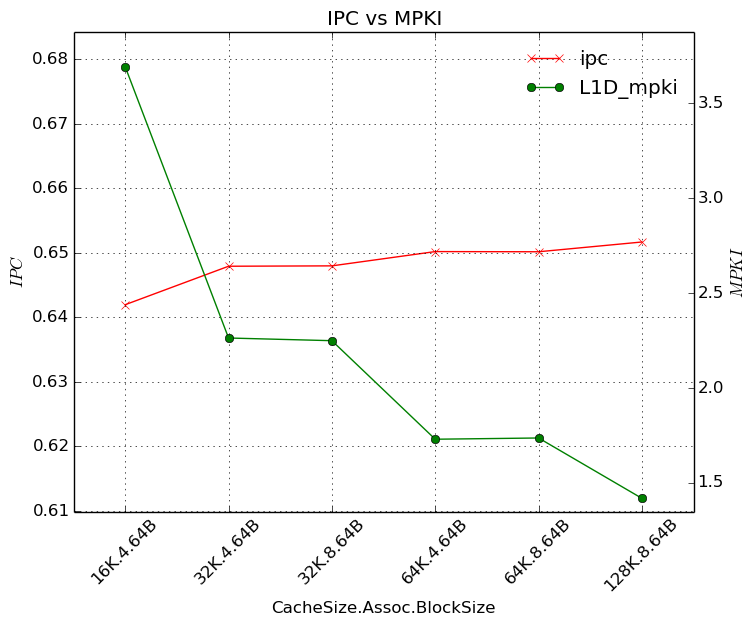 IPC vs MPKI
ipc
L1D_mpki
0.68
0.67
0.66
0.65
0.64
0.63
0.62
0.61
IPC
3.5
3.0
2.5
2.0
1.5
MPKI
16K.4.64B
32K.4.64B
32K.8.64B
64K.4.64B
64K.8.64B
128K.8.64B
CacheSize.Assoc.BlockSize